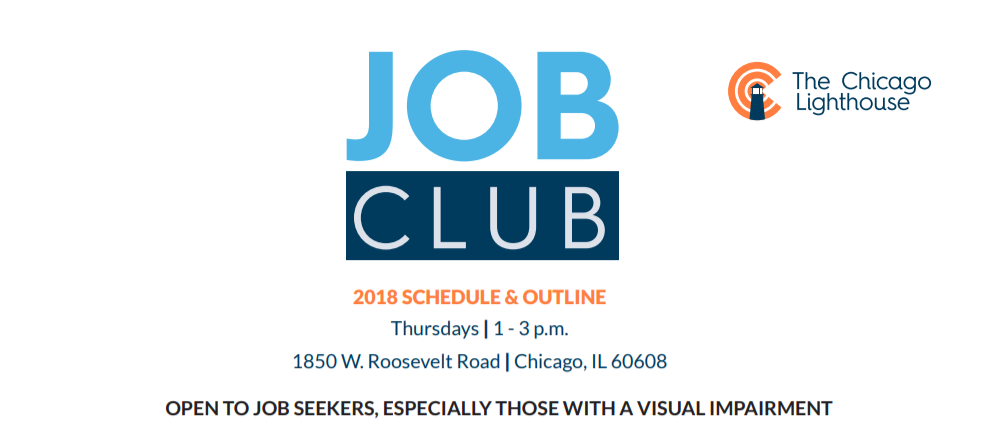 JOB
CLUB
The Chicago
Lighthouse
2018 SCHEDULE & OUTLINE
Thursdays | 1 - 3 p.m.
1850 W. Roosevelt Road | Chicago, IL 60608
OPEN TO JOB SEEKERS, ESPECIALLY THOSE WITH A VISUAL IMPAIRMENT